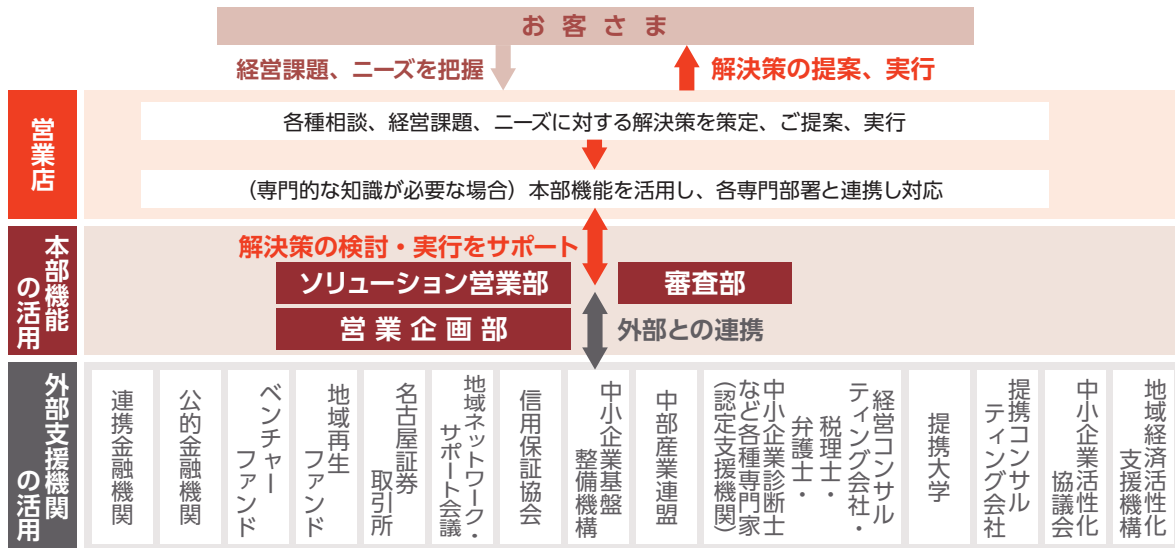 お客さま
経営課題、ニーズを把握
解決策の提案、実行
営業店
各種相談、経営課題、ニーズに対する解決策を策定、ご提案、実行
（専門的な知識が必要な場合）本部機能を活用し、各専門部署と連携し対応
本部機能
の活用
解決策の検討・実行をサポート
ソリューション営業部
審査部
営業企画部
外部との連携
外部支援機関
の活用
連携金融機関
公的金融機関
ベンチャー
ファンド
地域再生
ファンド
名古屋証券
取引所
地域ネットワーク・
サポート会議
信用保証協会
中小企業基盤
整備機構
中部産業連盟
経営コンサル
ティング会社・
税理士・
弁護士・
中小企業診断士
など各種専門家
（認定支援機関）
提携大学
提携コンサル
ティング会社
中小企業活性化
協議会
地域経済活性化
支援機構